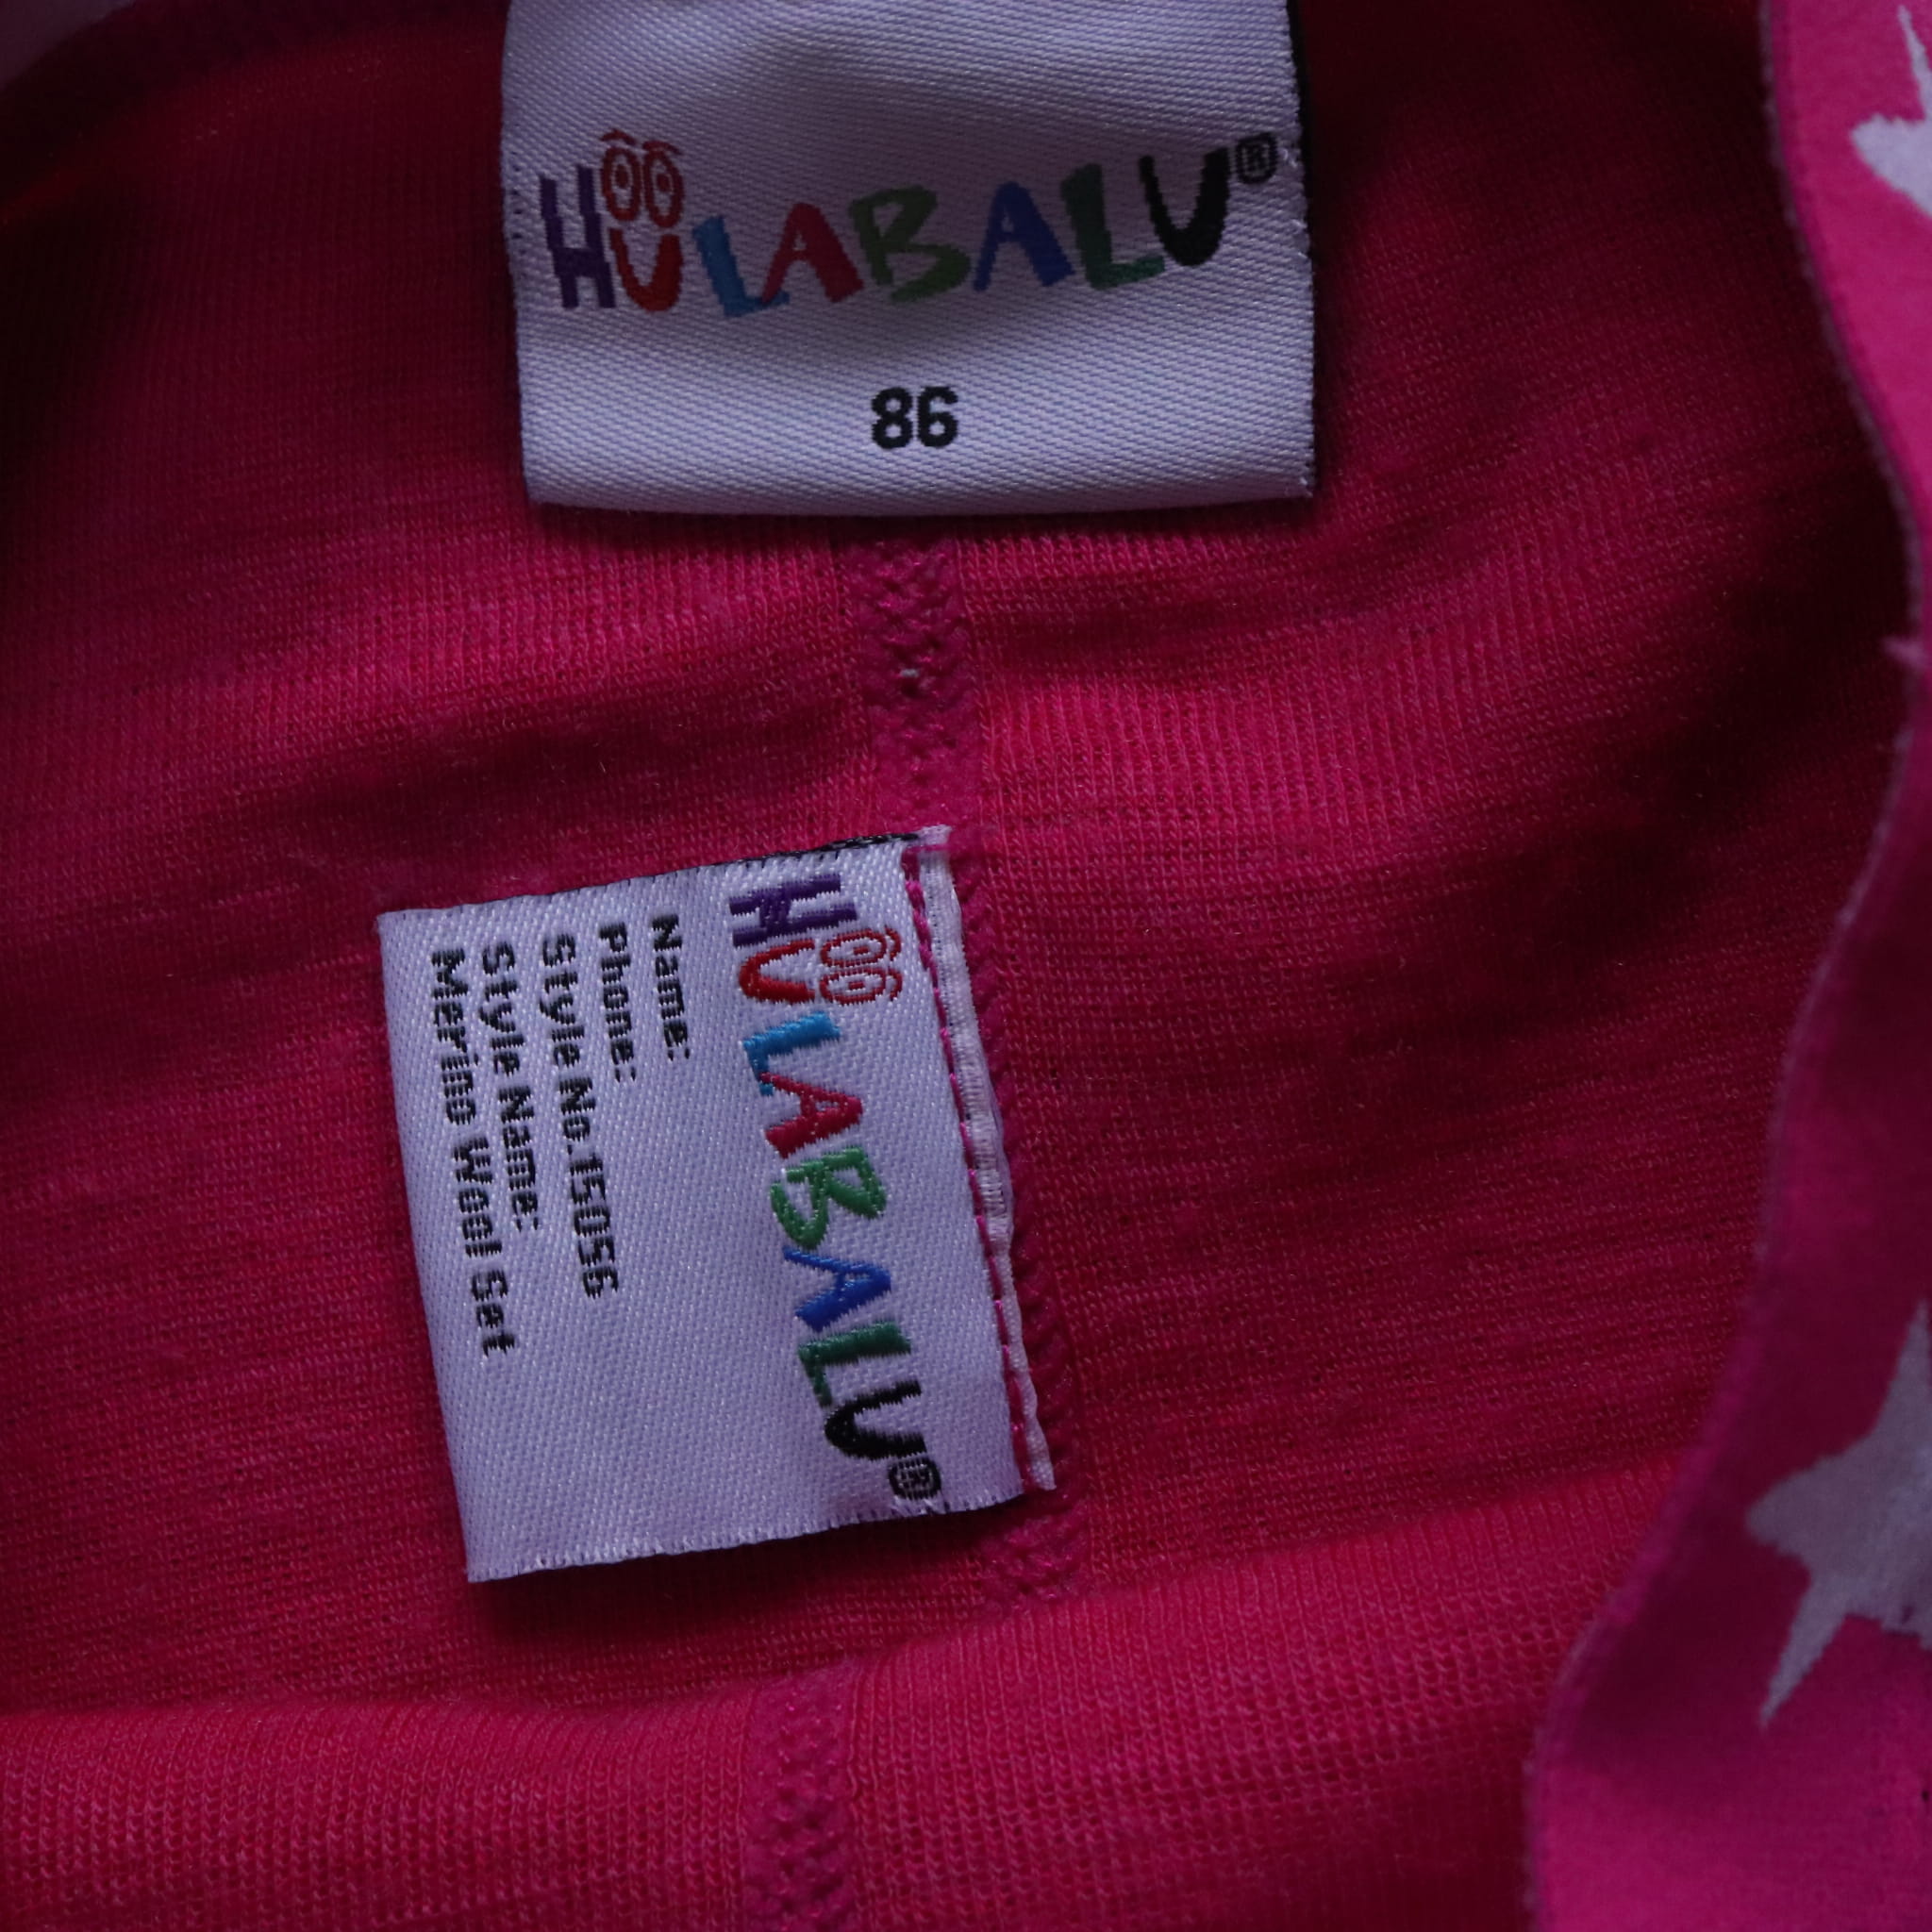 HULABALU®
86
HULABALU®
Name:
Phone:
Style No.15056
Style Name:
Merino Wool Set